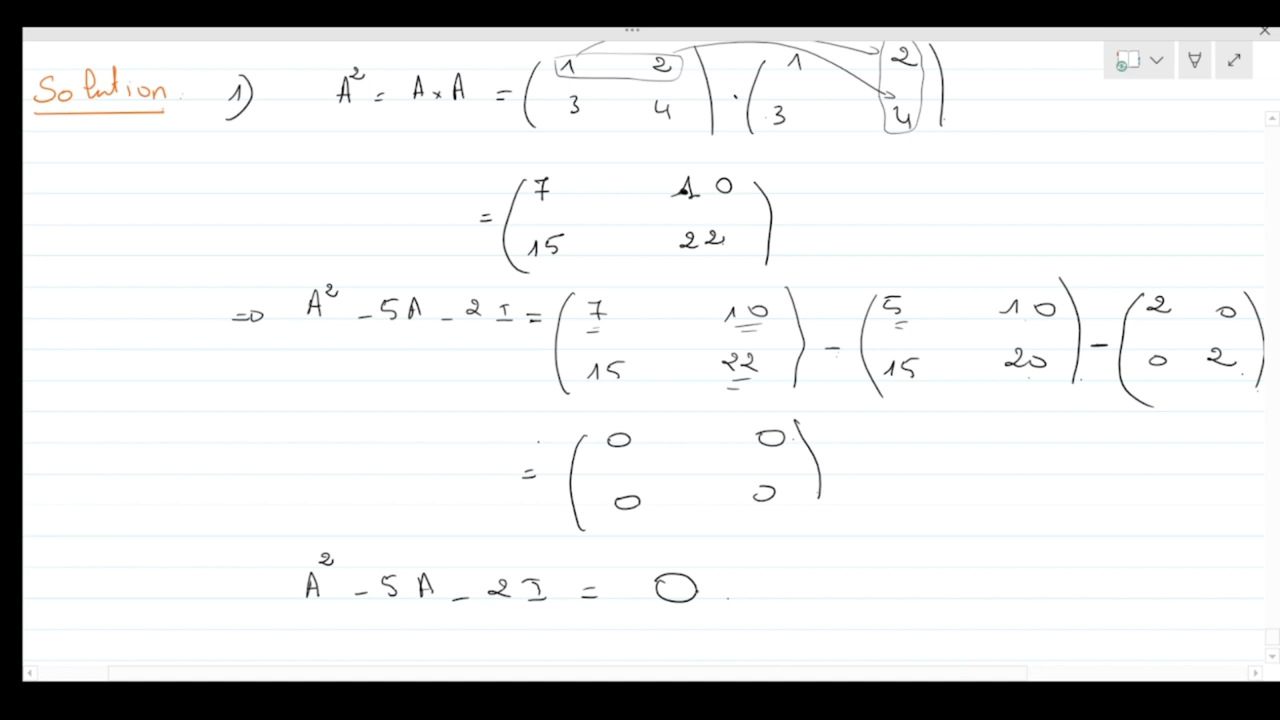 Solution: 1) A² = A × A = (1 2) . (1 2)
(3 4) (3 4)
= (7 10)
(15 22)
=> A² - 5A - 2I = (7 10) - (5 10) - (2 0)
(15 22) (15 20) (0 2)
= (0 0)
(0 0)
A² - 5A - 2I = 0.